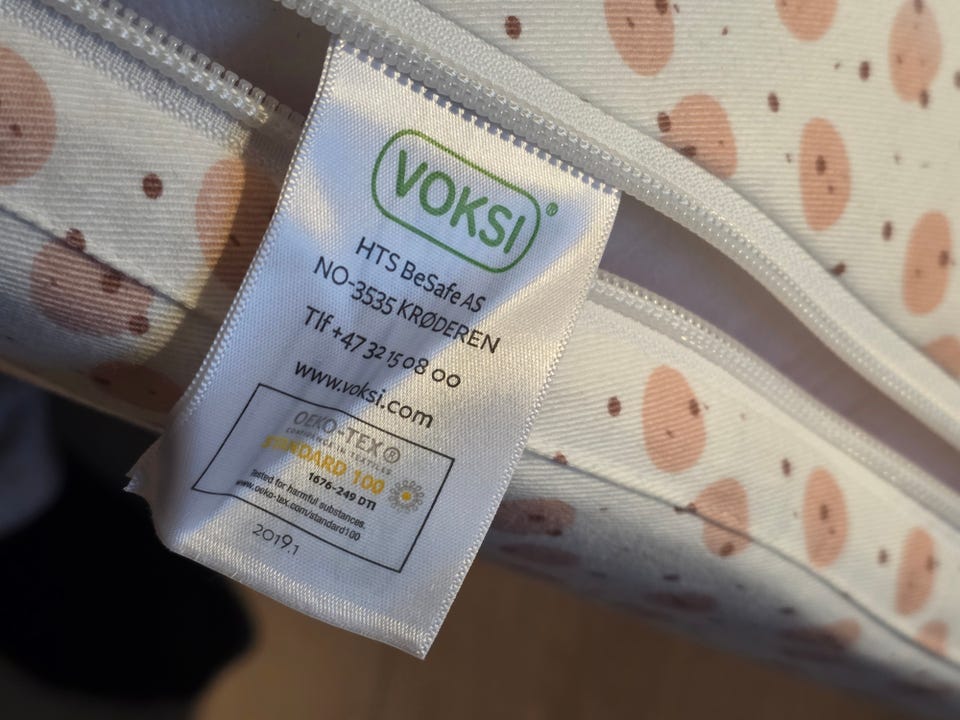 VOKSI®
HTS BeSafe AS
NO-3535 KRØDEREN
Tlf +47 32 15 08 00
www.voksi.com
OEKO-TEX®
CONFIDENCE IN TEXTILES
STANDARD 100
1676-249 DTI
Tested for harmful substances.
www.oeko-tex.com/standard100
2019.1